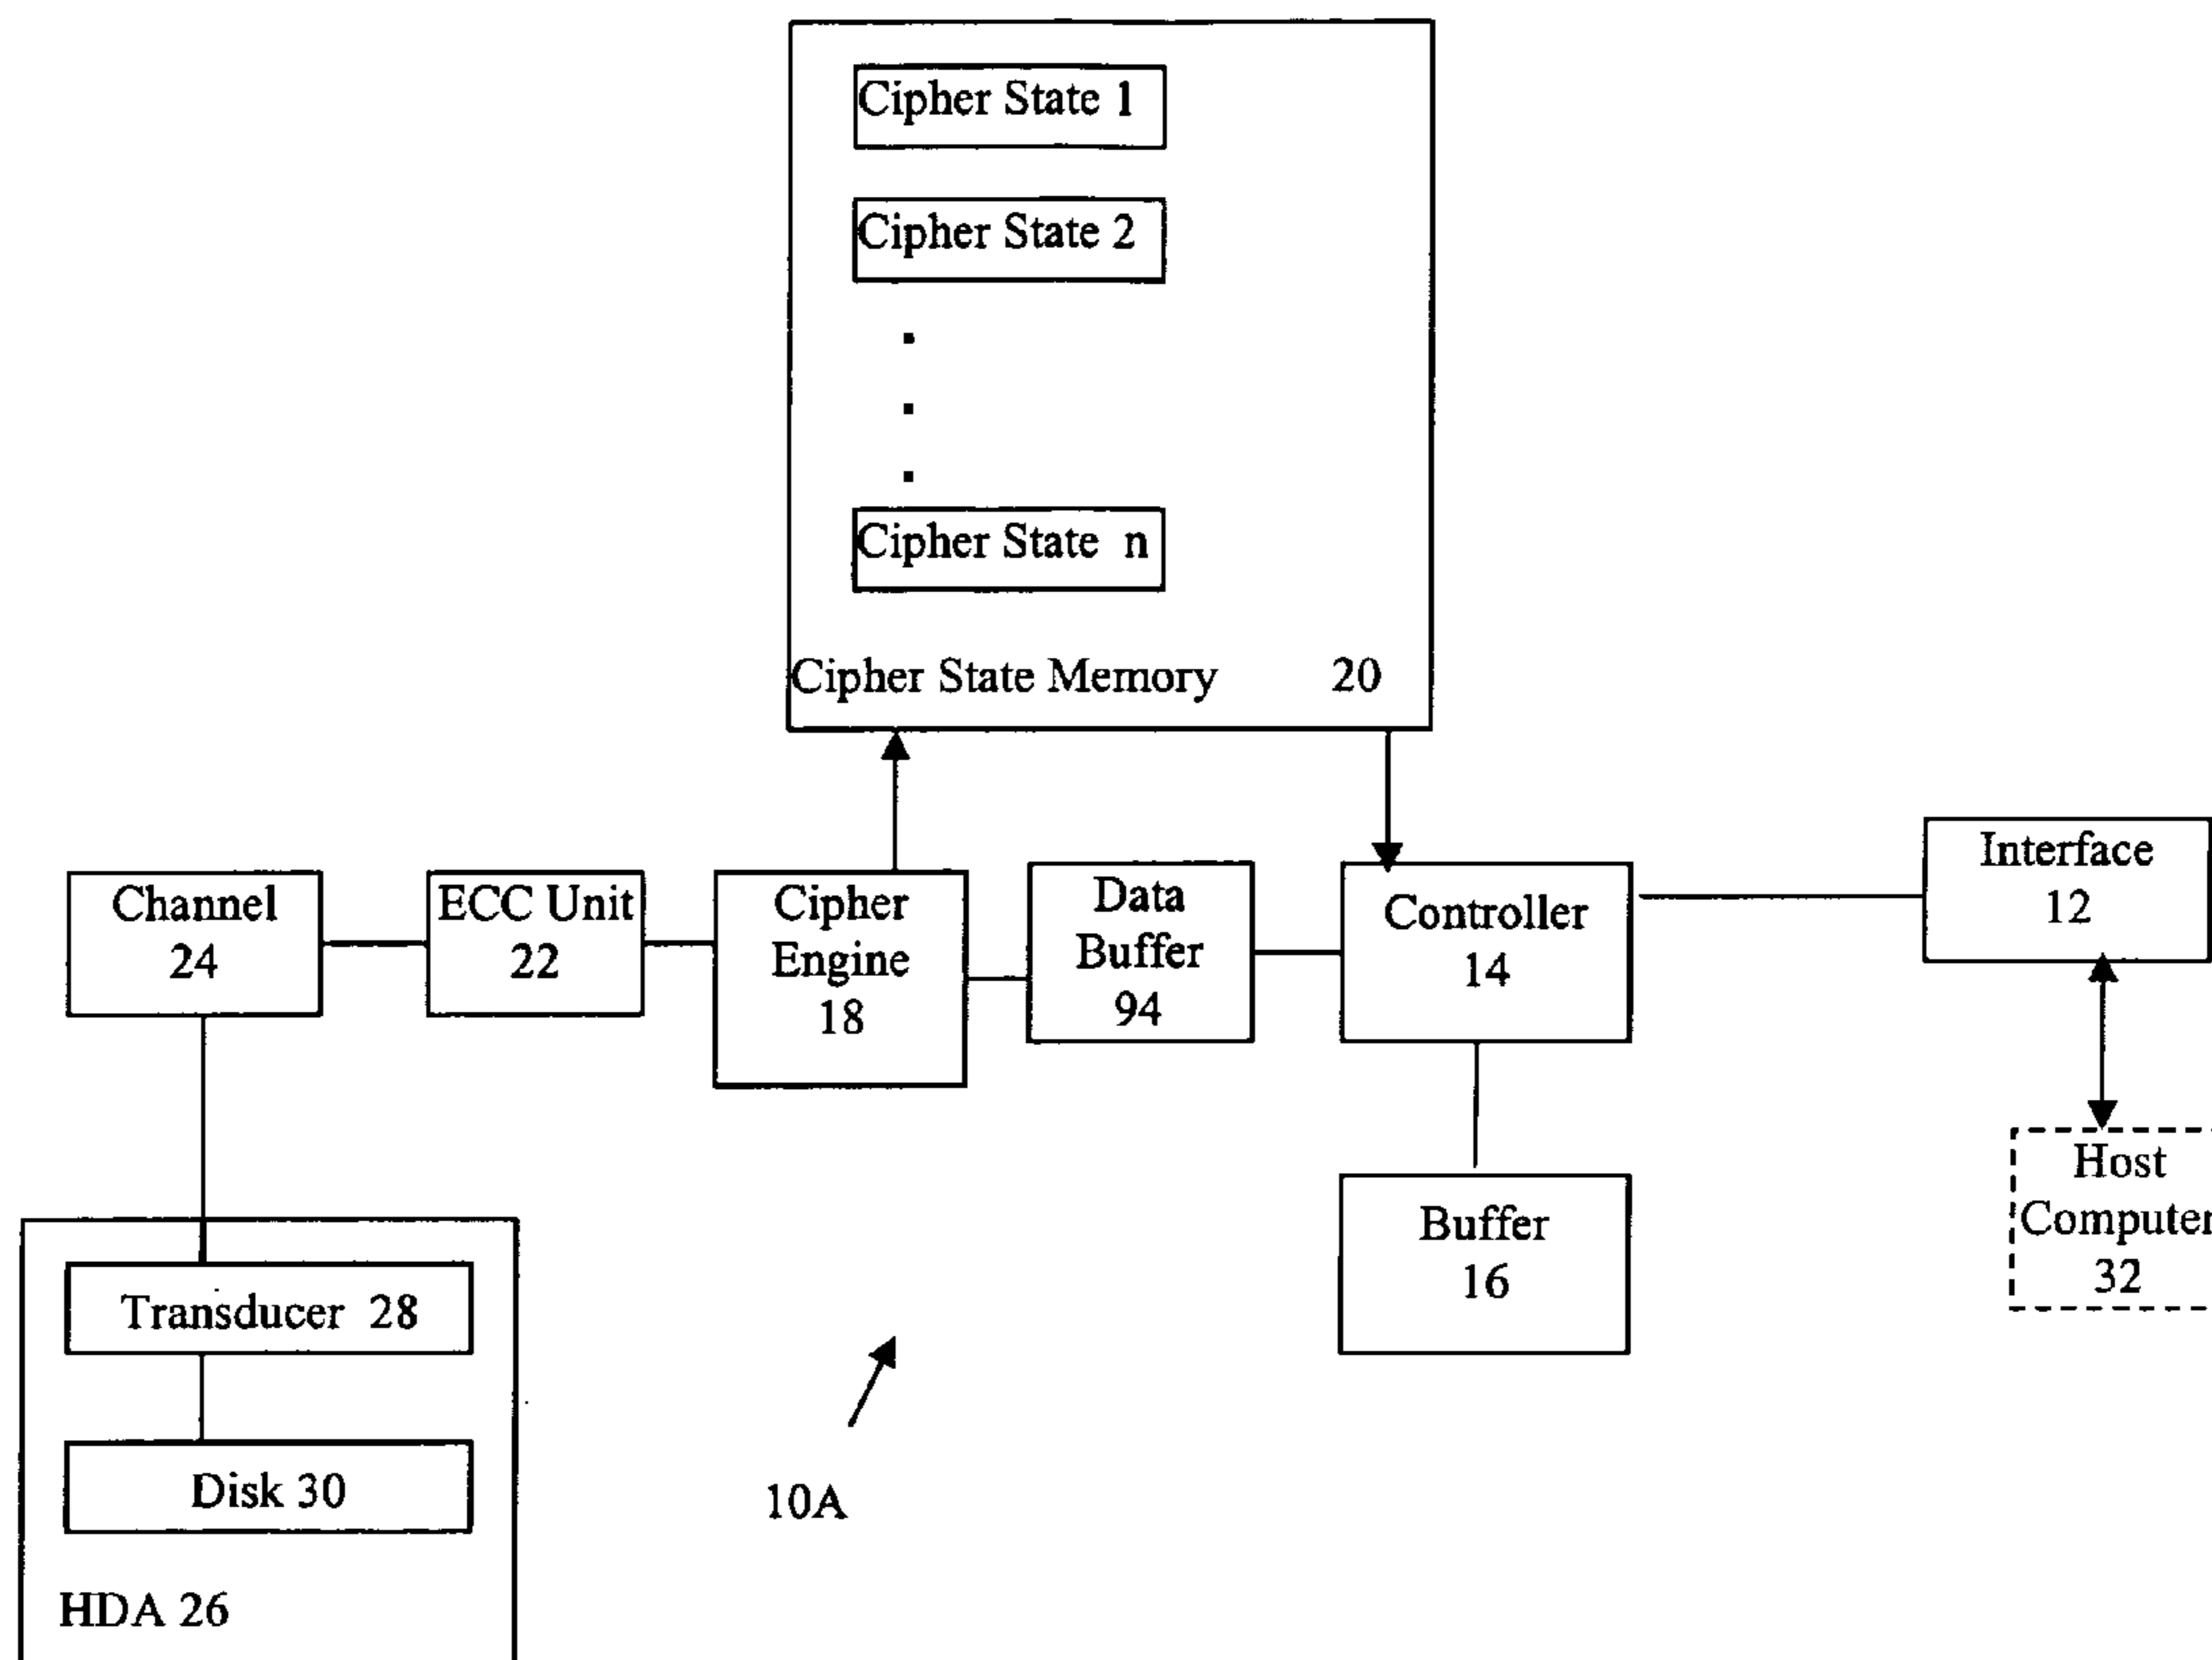 Cipher State 1
Cipher State 2
Cipher State n
Cipher State Memory 20
Channel
24
ECC Unit
22
Cipher
Engine
18
Data
Buffer
94
Controller
14
Interface
12
Host
Computer
32
Buffer
16
Transducer 28
Disk 30
HDA 26
10A